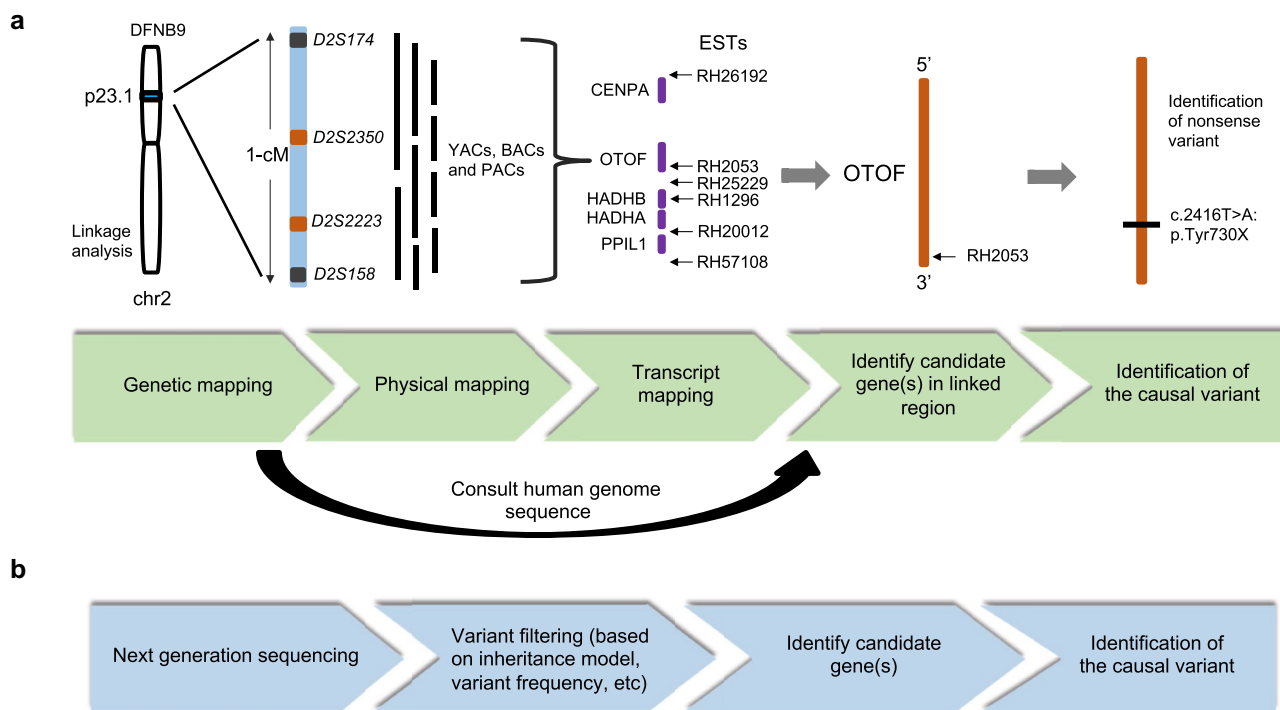 a
DFNB9
p23.1
Linkage
analysis
chr2
1-cM
D2S174
D2S2350
D2S2223
D2S158
YACs, BACs
and PACs
ESTs
CENPA
OTOF
HADHB
HADHA
PPIL1
RH26192
RH2053
RH25229
RH1296
RH20012
RH57108
OTOF
5’
3’
RH2053
Identification
of nonsense
variant
c.2416T>A:
p.Tyr730X
Genetic mapping
Physical mapping
Transcript
mapping
Identify candidate
gene(s) in linked
region
Identification of
the causal variant
Consult human genome
sequence
b
Next generation sequencing
Variant filtering (based
on inheritance model,
variant frequency, etc)
Identify candidate
gene(s)
Identification of
the causal variant